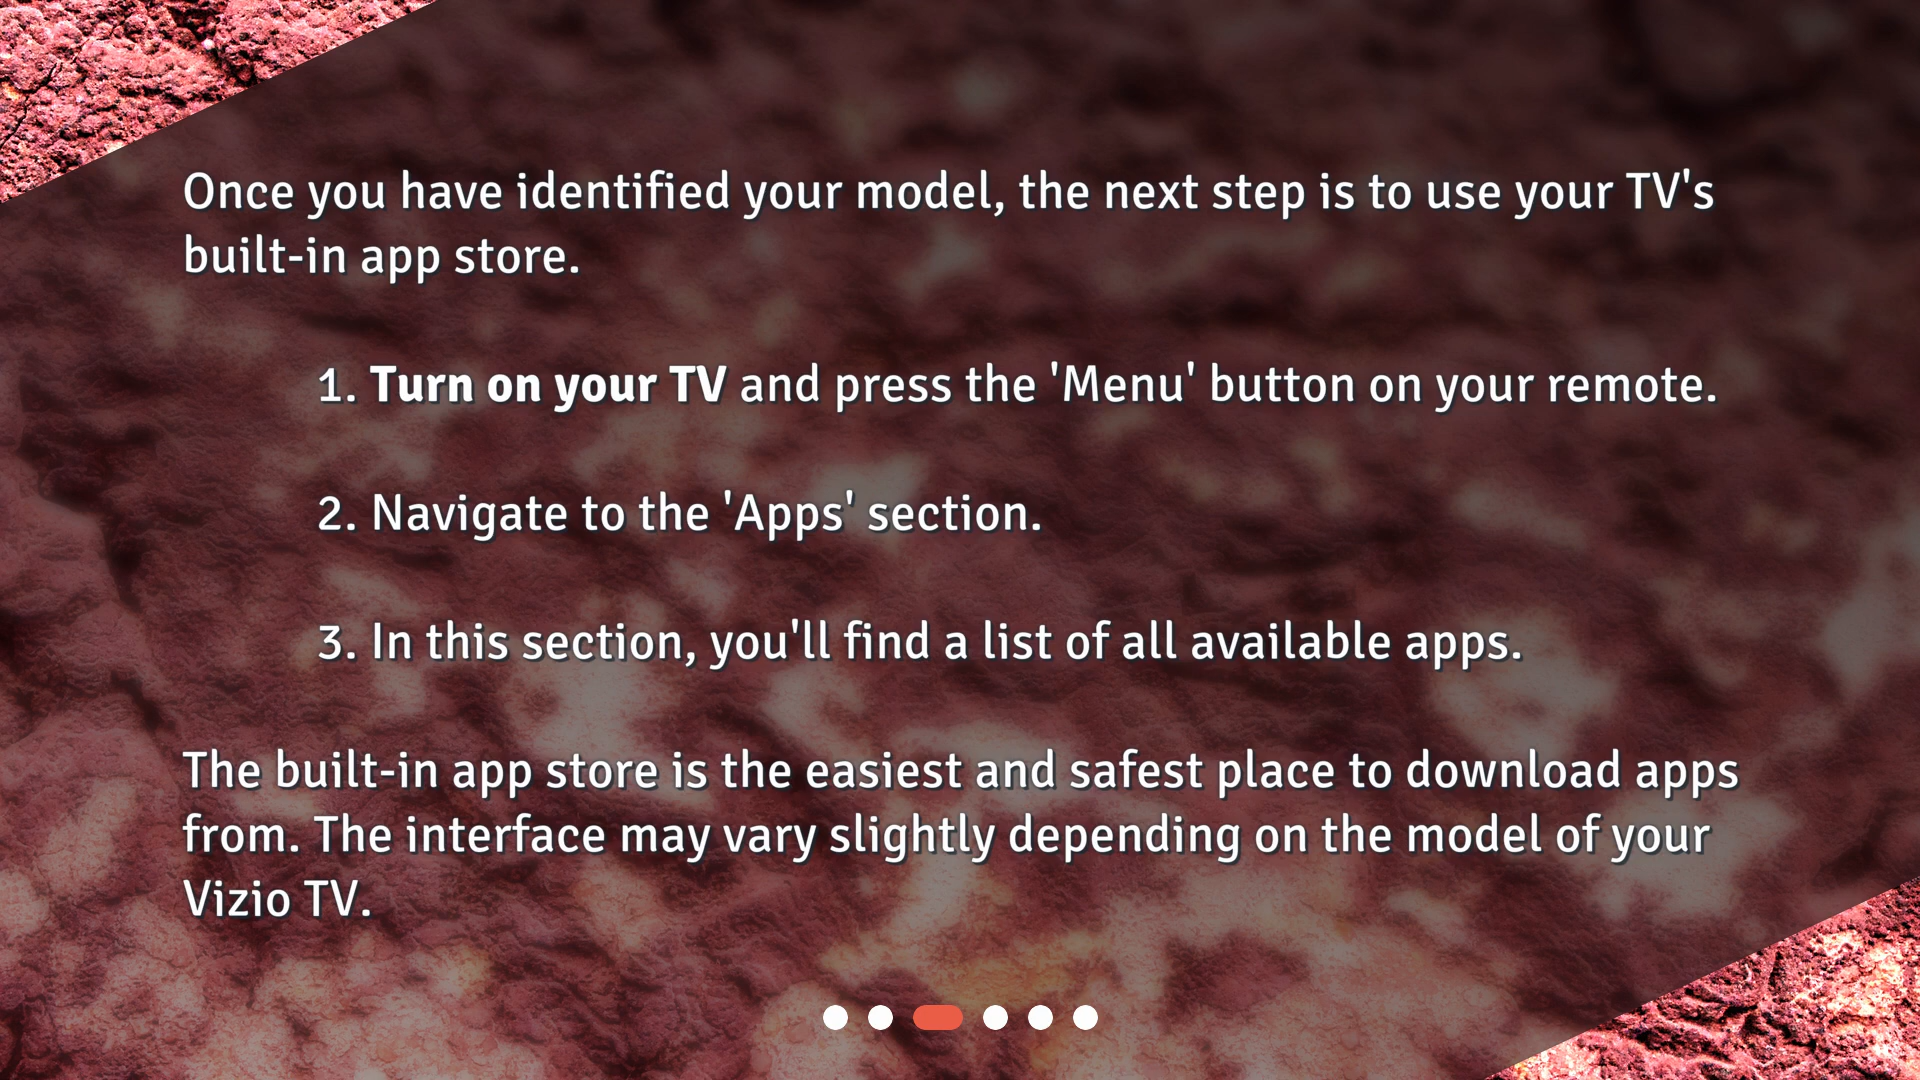 Once you have identified your model, the next step is to use your TV's
built-in app store.
1. Turn on your TV and press the 'Menu' button on your remote.
2. Navigate to the 'Apps' section.
3. In this section, you'll find a list of all available apps.
The built-in app store is the easiest and safest place to download apps
from. The interface may vary slightly depending on the model of your
Vizio TV.